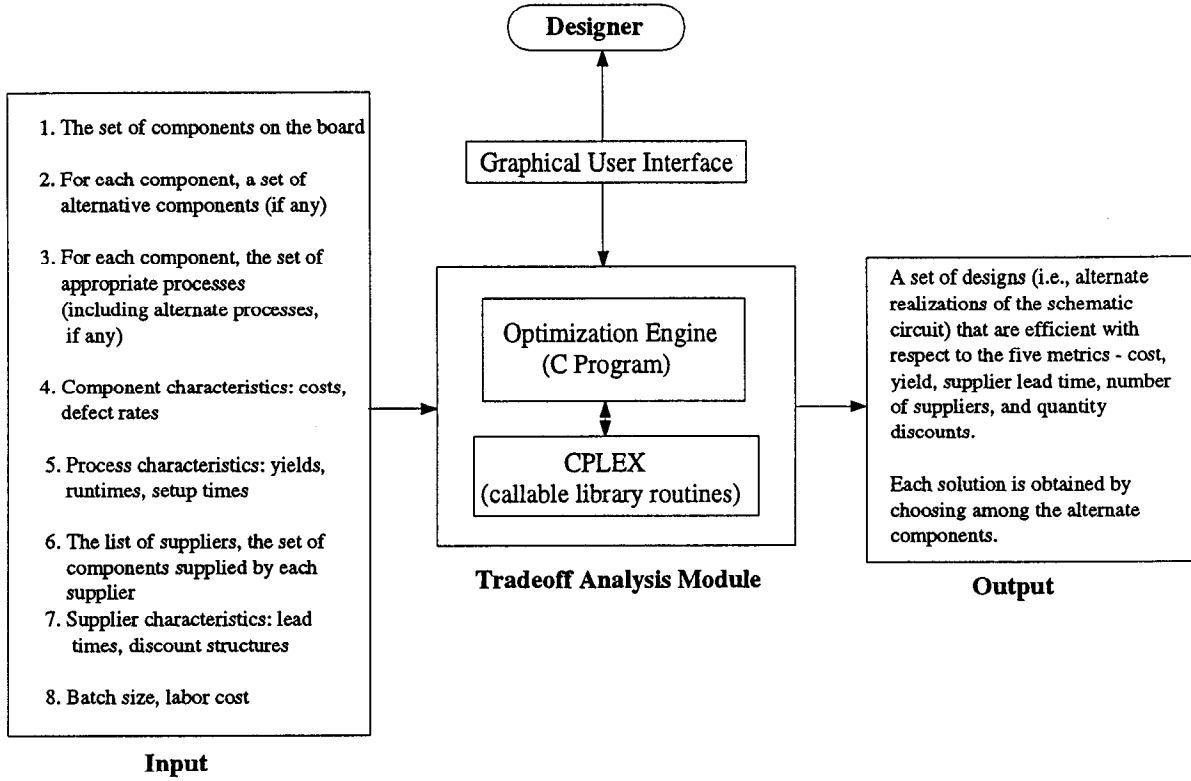 Designer
Graphical User Interface
1. The set of components on the board
2. For each component, a set of
alternative components (if any)
3. For each component, the set of
appropriate processes
(including alternate processes,
if any)
4. Component characteristics: costs,
defect rates
5. Process characteristics: yields,
runtimes, setup times
6. The list of suppliers, the set of
components supplied by each
supplier
7. Supplier characteristics: lead
times, discount structures
8. Batch size, labor cost
Input
Optimization Engine
(C Program)
CPLEX
(callable library routines)
Tradeoff Analysis Module
A set of designs (i.e., alternate
realizations of the schematic
circuit) that are efficient with
respect to the five metrics - cost,
yield, supplier lead time, number
of suppliers, and quantity
discounts.
Each solution is obtained by
choosing among the alternate
components.
Output